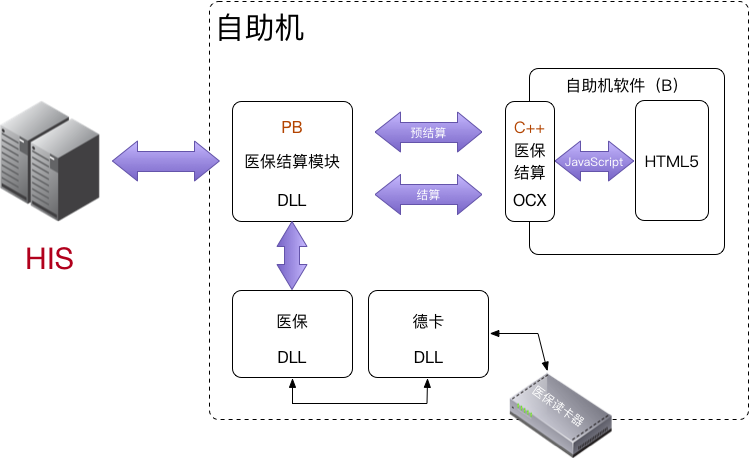 自助机
自助机软件（B）
PB
医保结算模块
DLL
预结算
结算
C++
医保
结算
OCX
JavaScript
HTML5
HIS
医保
DLL
德卡
DLL
医保读卡器